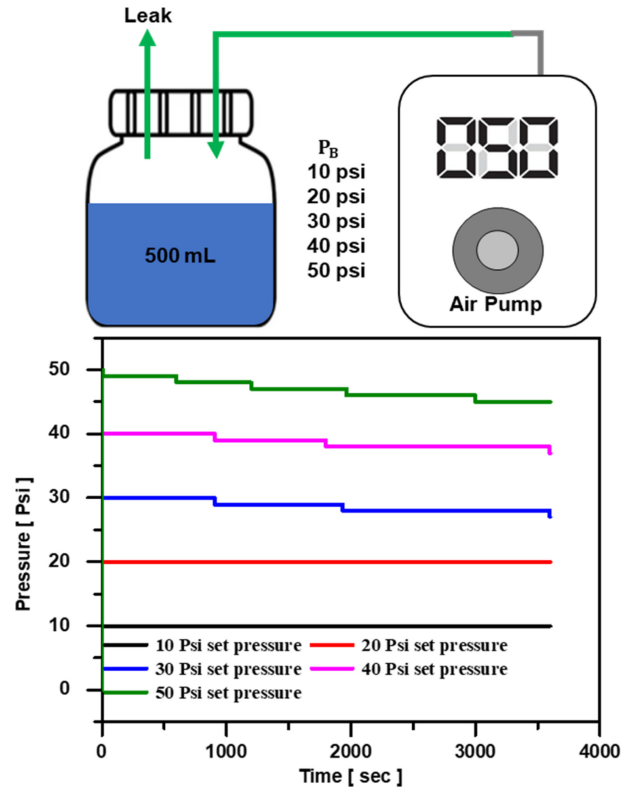 Leak
050
P_B
10 psi
20 psi
30 psi
40 psi
50 psi
500 mL
Air Pump
50
40
30
20
10
0
Pressure [ Psi ]
10 Psi set pressure
20 Psi set pressure
30 Psi set pressure
40 Psi set pressure
50 Psi set pressure
0 1000 2000 3000 4000
Time [ sec ]